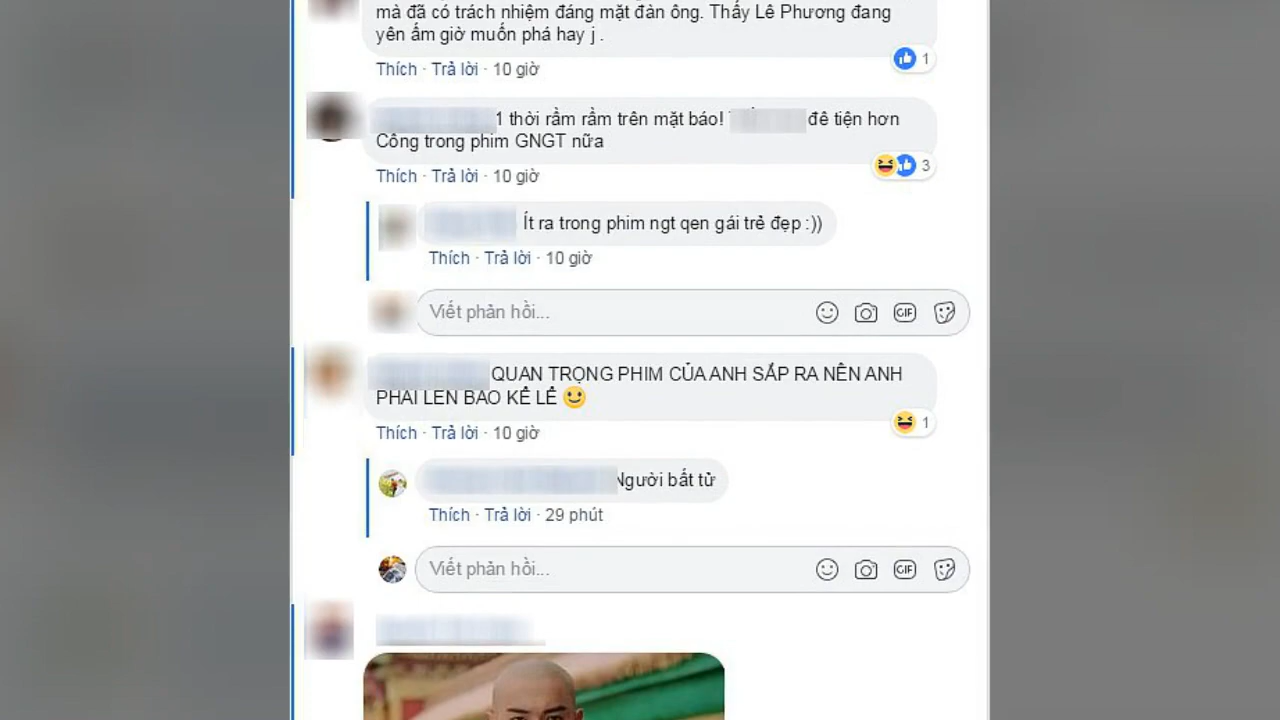 mà đã có trách nhiệm đáng mặt đàn ông. Thấy Lê Phương đang
yên ấm giờ muốn phá hay j .
Thích · Trả lời · 10 giờ
1
1 thời rầm rầm trên mặt báo! đê tiện hơn
Công trong phim GNGT nữa
3
Thích · Trả lời · 10 giờ
Ít ra trong phim ngt qen gái trẻ đẹp :))
Thích · Trả lời · 10 giờ
Viết phản hồi...
GIF
QUAN TRỌNG PHIM CỦA ANH SẮP RA NÊN ANH
PHAI LEN BAO KỂ LỂ 🙂
1
Thích · Trả lời · 10 giờ
Người bất tử
Thích · Trả lời · 29 phút
Viết phản hồi...
GIF